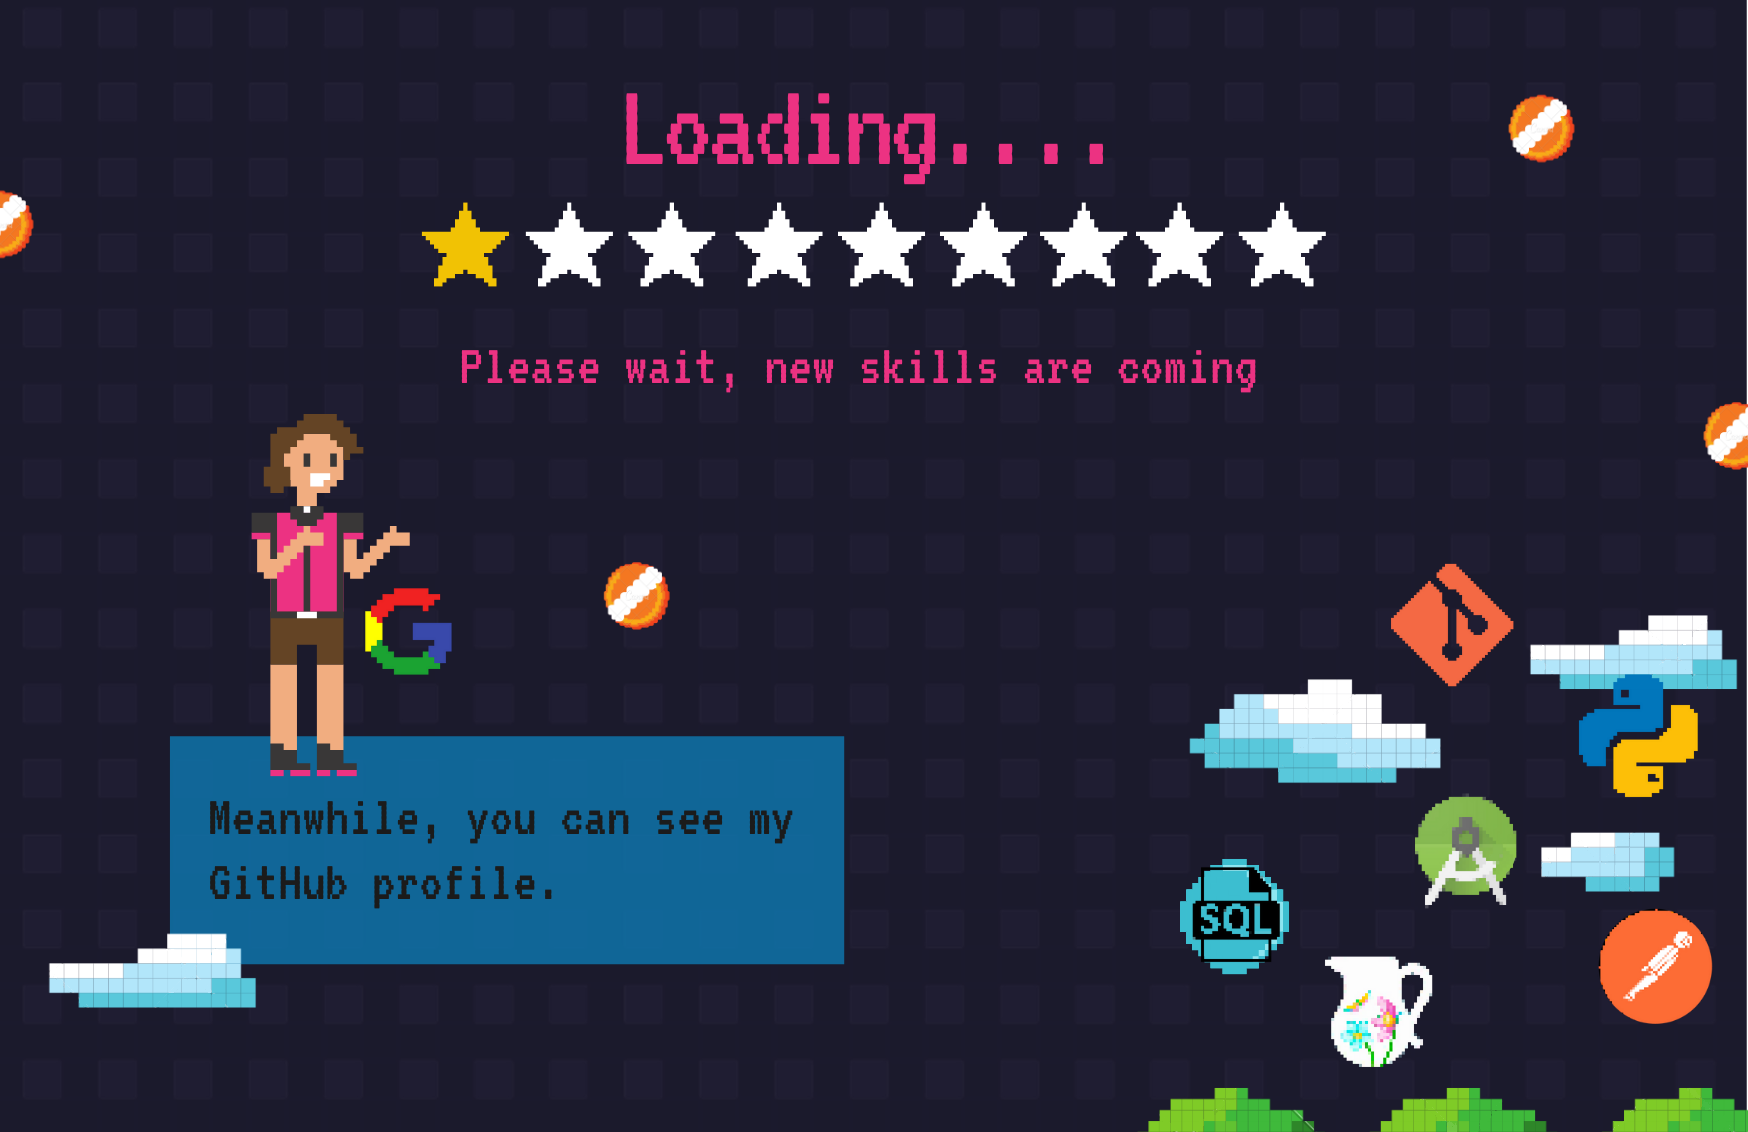 Loading....
Please wait, new skills are coming
Meanwhile, you can see my
GitHub profile.
SQL